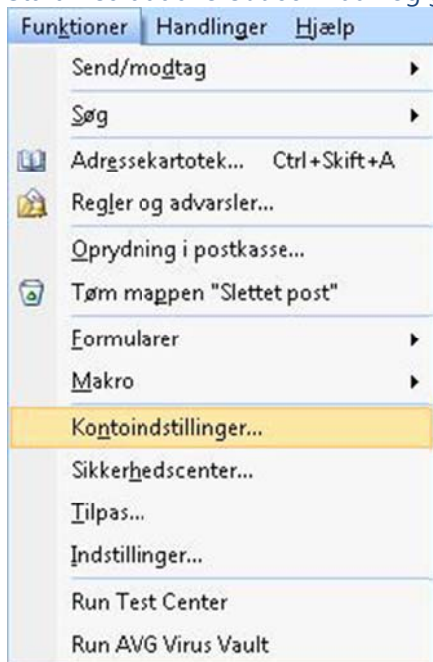 Funktioner Handlinger Hjælp
Send/modtag
Søg
Adressekartotek... Ctrl+Skift+A
Regler og advarsler...
Oprydning i postkasse...
Tøm mappen "Slettet post"
Formularer
Makro
Kontoindstillinger...
Sikkerhedscenter...
Tilpas...
Indstillinger...
Run Test Center
Run AVG Virus Vault